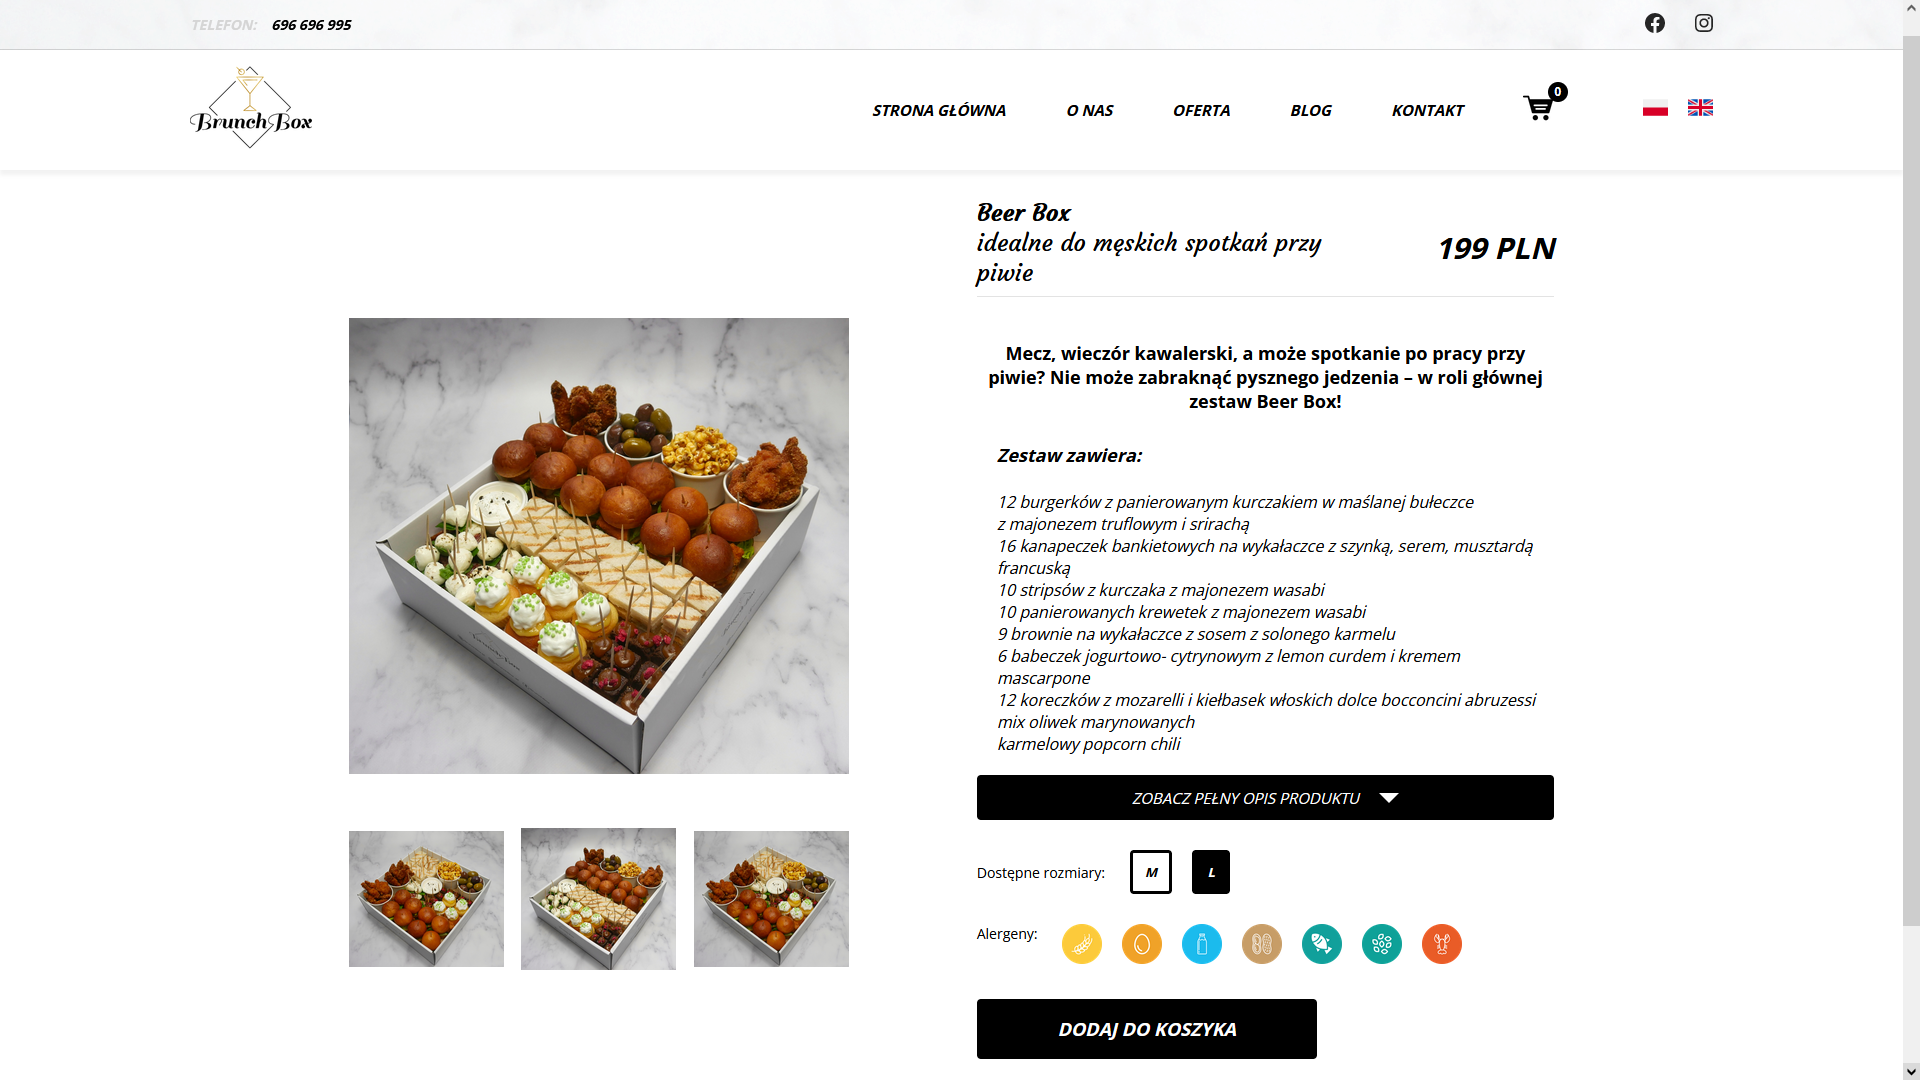 TELEFON: 696 696 995
Brunch Box
STRONA GŁÓWNA O NAS OFERTA BLOG KONTAKT 0
Beer Box
idealne do męskich spotkań przy
piwie
199 PLN
Mecz, wieczór kawalerski, a może spotkanie po pracy przy
piwie? Nie może zabraknąć pysznego jedzenia – w roli głównej
zestaw Beer Box!
Zestaw zawiera:
12 burgerków z panierowanym kurczakiem w maślanej bułeczce
z majonezem truflowym i srirachą
16 kanapeczek bankietowych na wykałaczce z szynką, serem, musztardą
francuską
10 stripsów z kurczaka z majonezem wasabi
10 panierowanych krewetek z majonezem wasabi
9 brownie na wykałaczce z sosem z solonego karmelu
6 babeczek jogurtowo- cytrynowym z lemon curdem i kremem
mascarpone
12 koreczków z mozarelli i kiełbasek włoskich dolce bocconcini abruzessi
mix oliwek marynowanych
karmelowy popcorn chili
ZOBACZ PEŁNY OPIS PRODUKTU
Dostępne rozmiary: M L
Alergeny:
DODAJ DO KOSZYKA